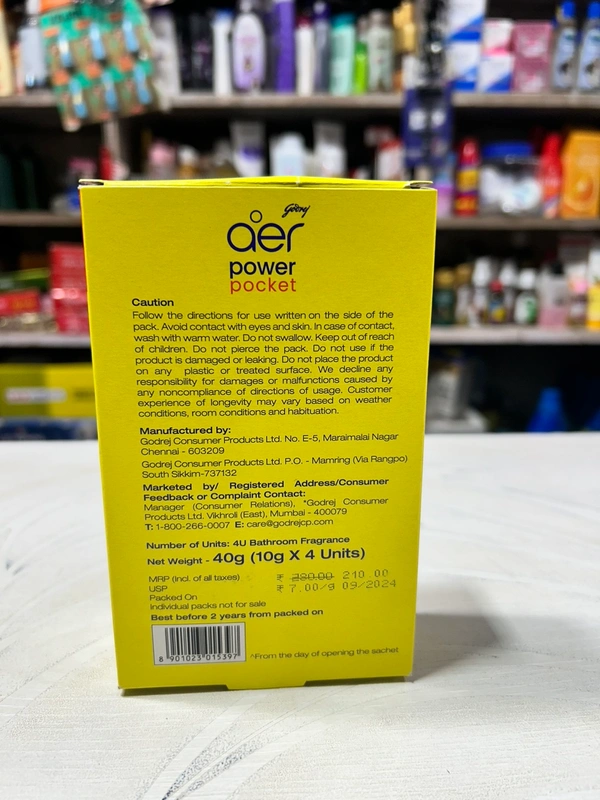 Godrej
aer
power
pocket
Caution
Follow the directions for use written on the side of the
pack. Avoid contact with eyes and skin. In case of contact,
wash with warm water. Do not swallow. Keep out of reach
of children. Do not pierce the pack. Do not use if the
product is damaged or leaking. Do not place the product
on any plastic or treated surface. We decline any
responsibility for damages or malfunctions caused by
any noncompliance of directions of usage. Customer
experience of longevity may vary based on weather
conditions, room conditions and habituation.
Manufactured by:
Godrej Consumer Products Ltd. No. E-5, Maraimalai Nagar
Chennai - 603209
Godrej Consumer Products Ltd. P.O. - Mamring (Via Rangpo)
South Sikkim-737132
Marketed by/ Registered Address/Consumer
Feedback or Complaint Contact:
Manager (Consumer Relations), *Godrej Consumer
Products Ltd. Vikhroli (East), Mumbai - 400079
T: 1-800-266-0007 E: care@godrejcp.com
Number of Units: 4U Bathroom Fragrance
Net Weight - 40g (10g X 4 Units)
MRP (incl. of all taxes) ₹ 280.00 210.00
USP ₹ 7.00/g 09/2024
Packed On
individual packs not for sale
Best before 2 years from packed on
8 901023 015397
^From the day of opening the sachet